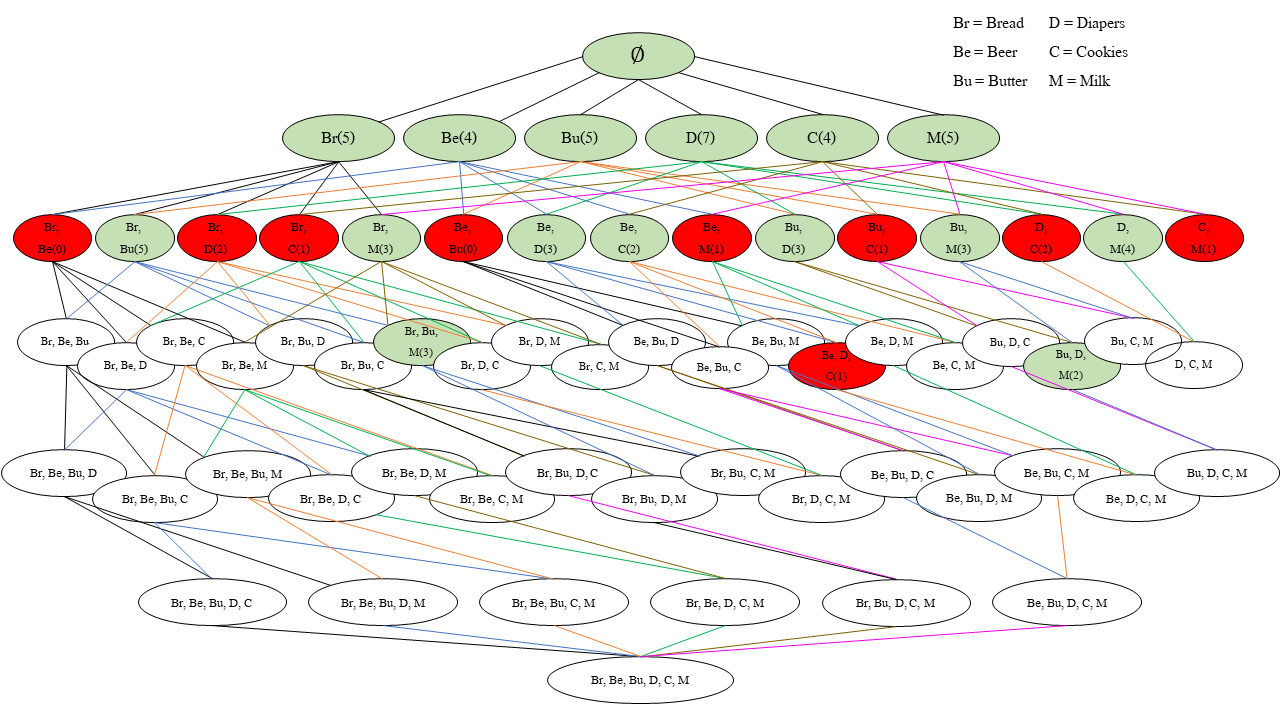 Br = Bread D = Diapers
Be = Beer C = Cookies
Bu = Butter M = Milk
∅
Br(5) Be(4) Bu(5) D(7) C(4) M(5)
Br,
Be(0)
Br,
Bu(5)
Br,
D(2)
Br,
C(1)
Br,
M(3)
Be,
Bu(0)
Be,
D(3)
Be,
C(2)
Be,
M(1)
Bu,
D(3)
Bu,
C(1)
Bu,
M(3)
D,
C(2)
D,
M(4)
C,
M(1)
Br, Be, Bu
Br, Be, D
Br, Be, C
Br, Be, M
Br, Bu, D
Br, Bu, C
Br, Bu,
M(3)
Br, D, C
Br, D, M
Br, C, M
Be, Bu, D
Be, Bu, C
Be, Bu, M
Be, D,
C(1)
Be, D, M
Be, C, M
Bu, D, C
Bu, D,
M(2)
Bu, C, M
D, C, M
Br, Be, Bu, D
Br, Be, Bu, C
Br, Be, Bu, M
Br, Be, D, C
Br, Be, D, M
Br, Be, C, M
Br, Bu, D, C
Br, Bu, D, M
Br, Bu, C, M
Br, D, C, M
Be, Bu, D, C
Be, Bu, D, M
Be, Bu, C, M
Be, D, C, M
Bu, D, C, M
Br, Be, Bu, D, C
Br, Be, Bu, D, M
Br, Be, Bu, C, M
Br, Be, D, C, M
Br, Bu, D, C, M
Be, Bu, D, C, M
Br, Be, Bu, D, C, M